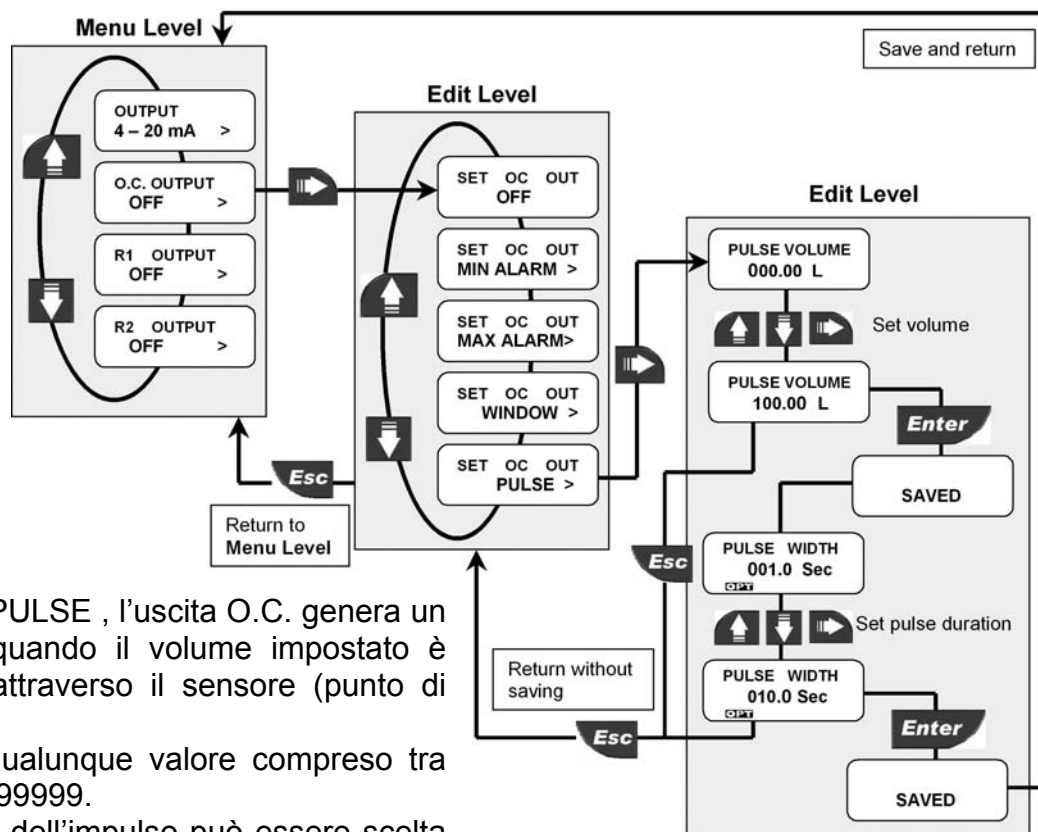 Menu Level
Save and return
OUTPUT
4 – 20 mA >
O.C. OUTPUT
OFF >
R1 OUTPUT
OFF >
R2 OUTPUT
OFF >
Esc
Return to
Menu Level
Edit Level
SET OC OUT
OFF
SET OC OUT
MIN ALARM >
SET OC OUT
MAX ALARM>
SET OC OUT
WINDOW >
SET OC OUT
PULSE >
Edit Level
PULSE VOLUME
000.00 L
Set volume
PULSE VOLUME
100.00 L
Enter
SAVED
Esc
PULSE WIDTH
001.0 Sec
OPT
Set pulse duration
PULSE WIDTH
010.0 Sec
OPT
Enter
SAVED
Return without
saving
Esc
PULSE , l'uscita O.C. genera un
quando il volume impostato è
attraverso il sensore (punto di
ualunque valore compreso tra
99999.
dell'impulso può essere scelta